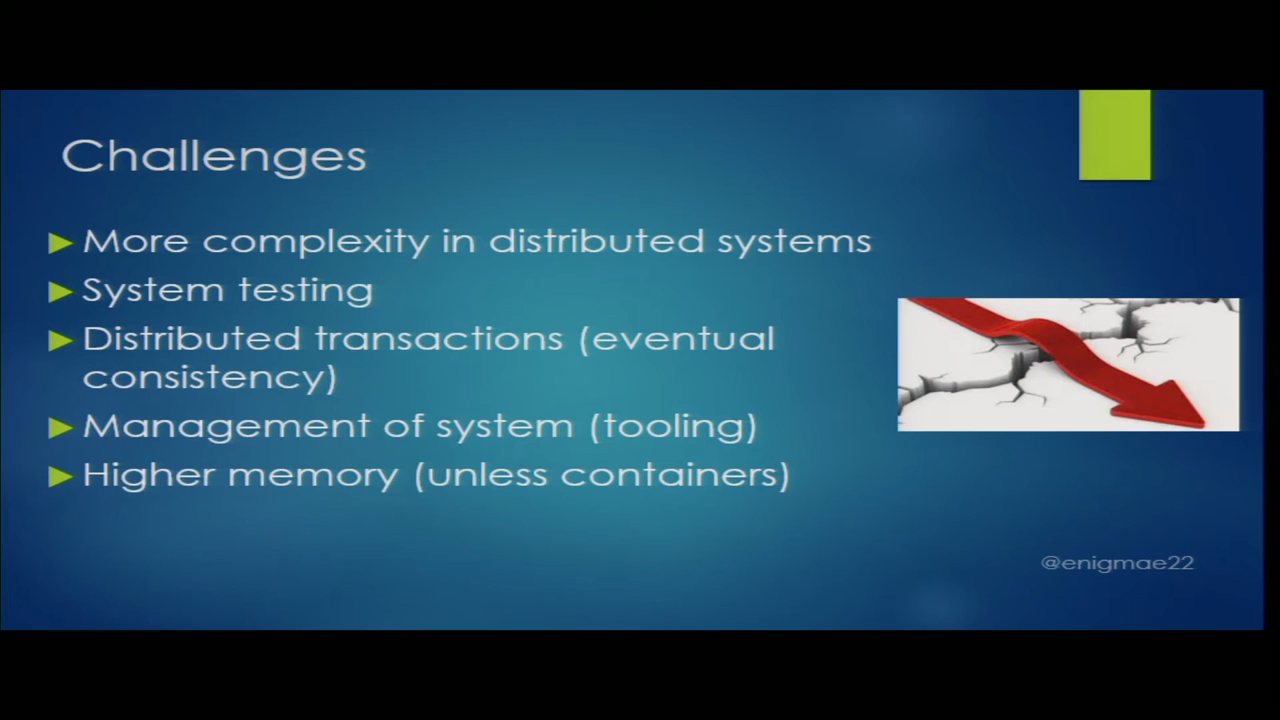 Challenges
More complexity in distributed systems
System testing
Distributed transactions (eventual
consistency)
Management of system (tooling)
Higher memory (unless containers)
@enigmae22